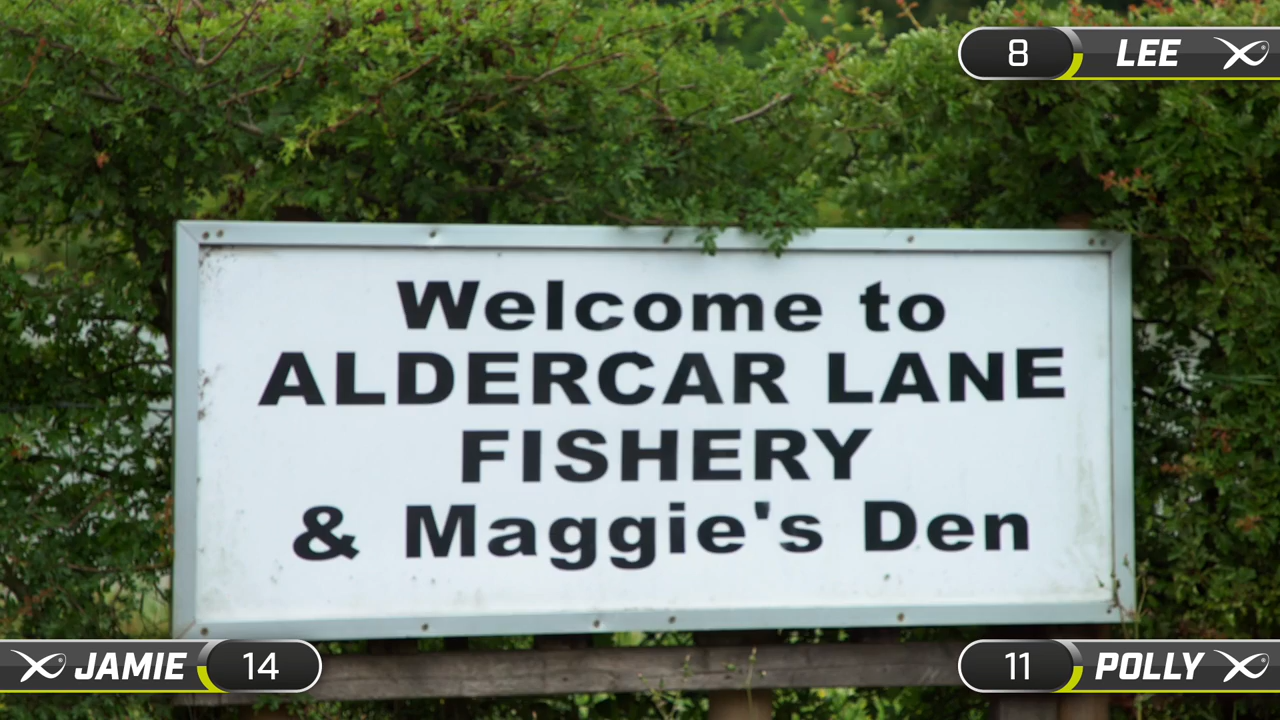 8 LEE
Welcome to
ALDERCAR LANE
FISHERY
& Maggie's Den
JAMIE 14
11 POLLY